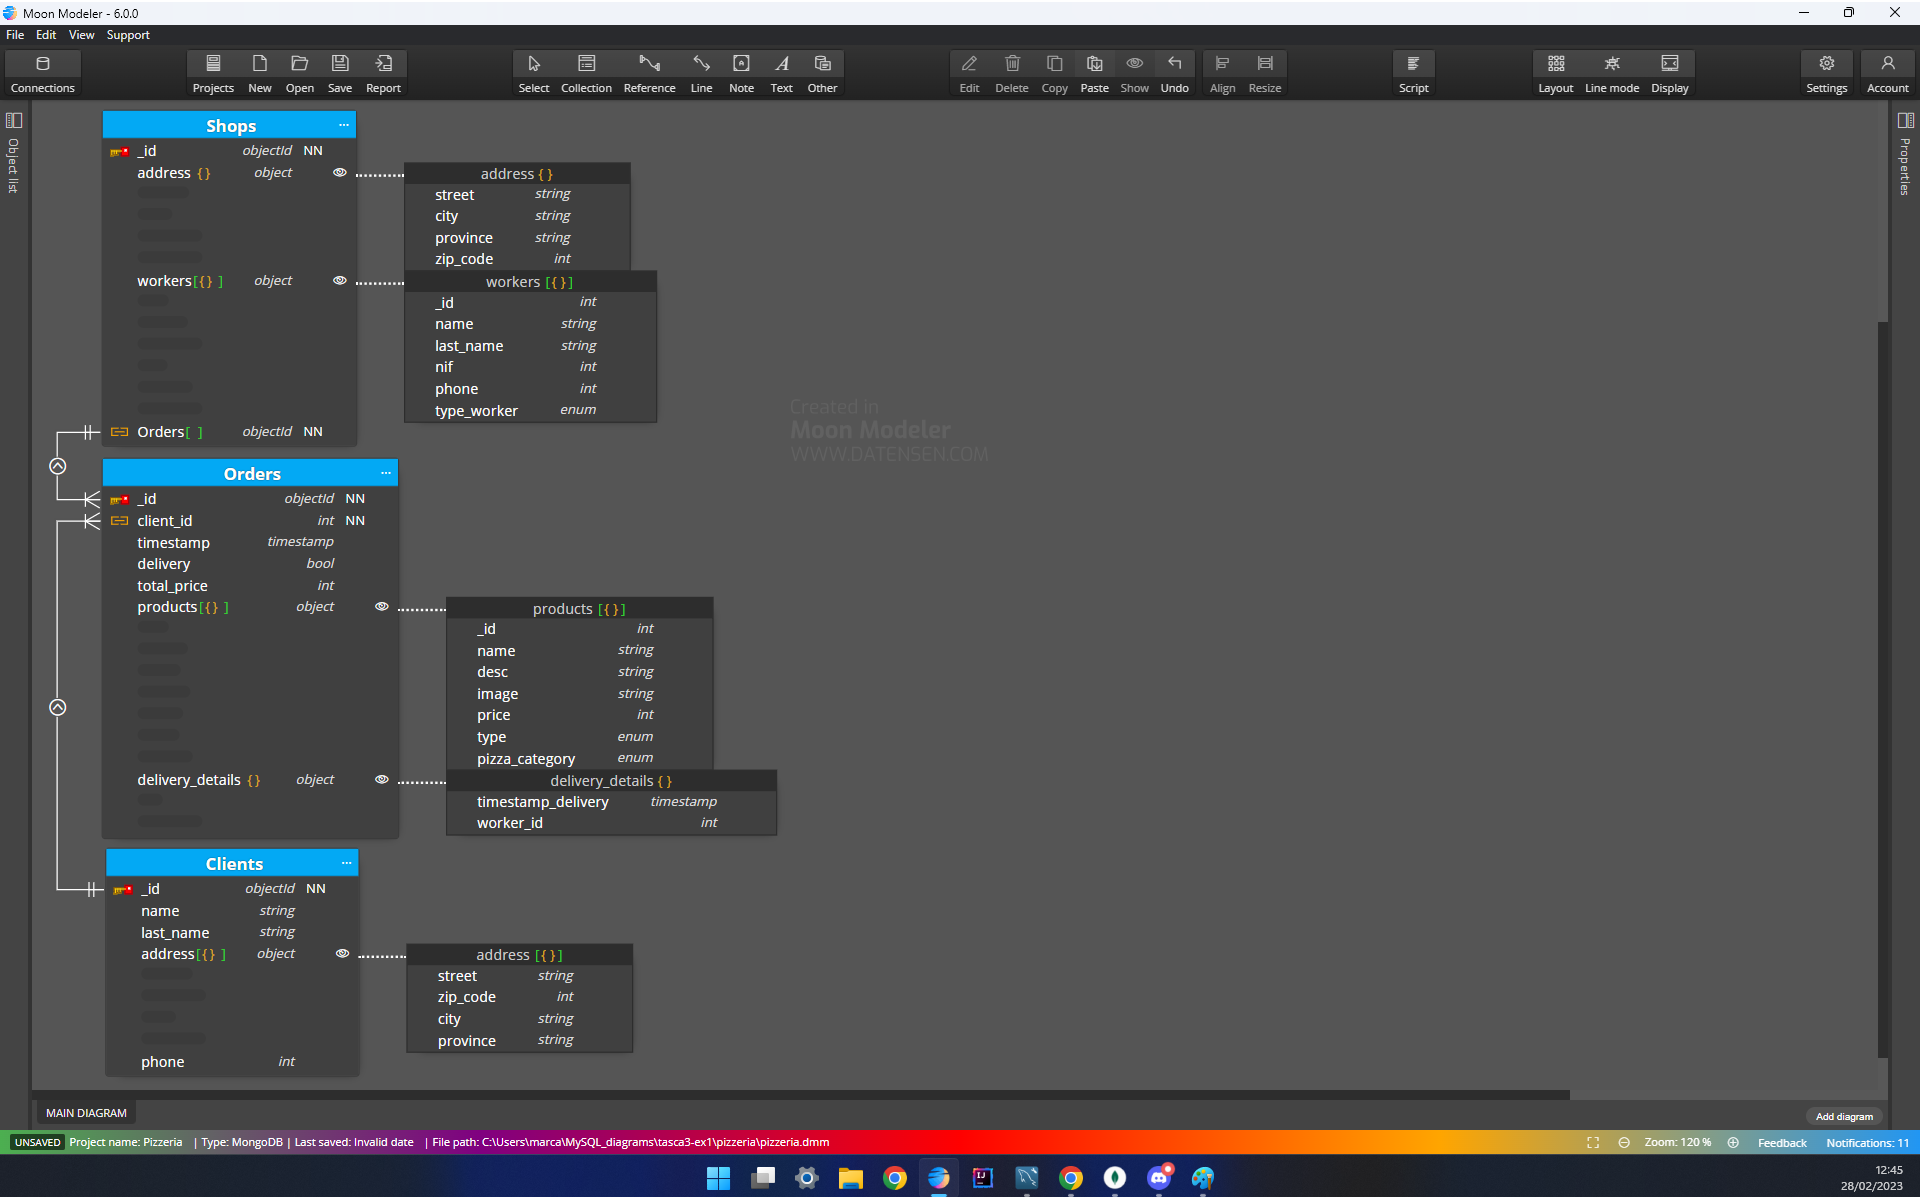 Moon Modeler - 6.0.0
File Edit View Support
Connections Projects New Open Save Report Select Collection Reference Line Note Text Other Edit Delete Copy Paste Show Undo Align Resize Script Layout Line mode Display Settings Account
Object list
Properties
Shops ...
_id objectId NN
address {} object
address {}
street string
city string
province string
zip_code int
workers[{} ] object
workers [{}]
_id int
name string
last_name string
nif int
phone int
type_worker enum
Orders[ ] objectId NN
Created in
Moon Modeler
WWW.DATENSEN.COM
Orders ...
_id objectId NN
client_id int NN
timestamp timestamp
delivery bool
total_price int
products[{} ] object
products [{}]
_id int
name string
desc string
image string
price int
type enum
pizza_category enum
delivery_details {} object
delivery_details {}
timestamp_delivery timestamp
worker_id int
Clients ...
_id objectId NN
name string
last_name string
address[{} ] object
address [{}]
street string
zip_code int
city string
province string
phone int
MAIN DIAGRAM
Add diagram
UNSAVED Project name: Pizzeria | Type: MongoDB | Last saved: Invalid date | File path: C:\Users\marca\MySQL_diagrams\tasca3-ex1\pizzeria\pizzeria.dmm Zoom: 120 % Feedback Notifications: 11
IJ
12:45
28/02/2023